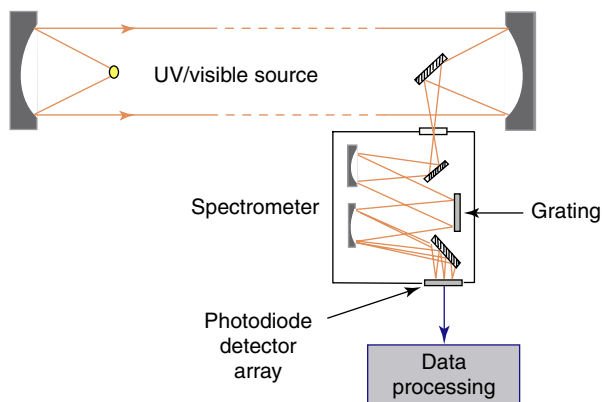 UV/visible source
Spectrometer
Grating
Photodiode
detector
array
Data
processing